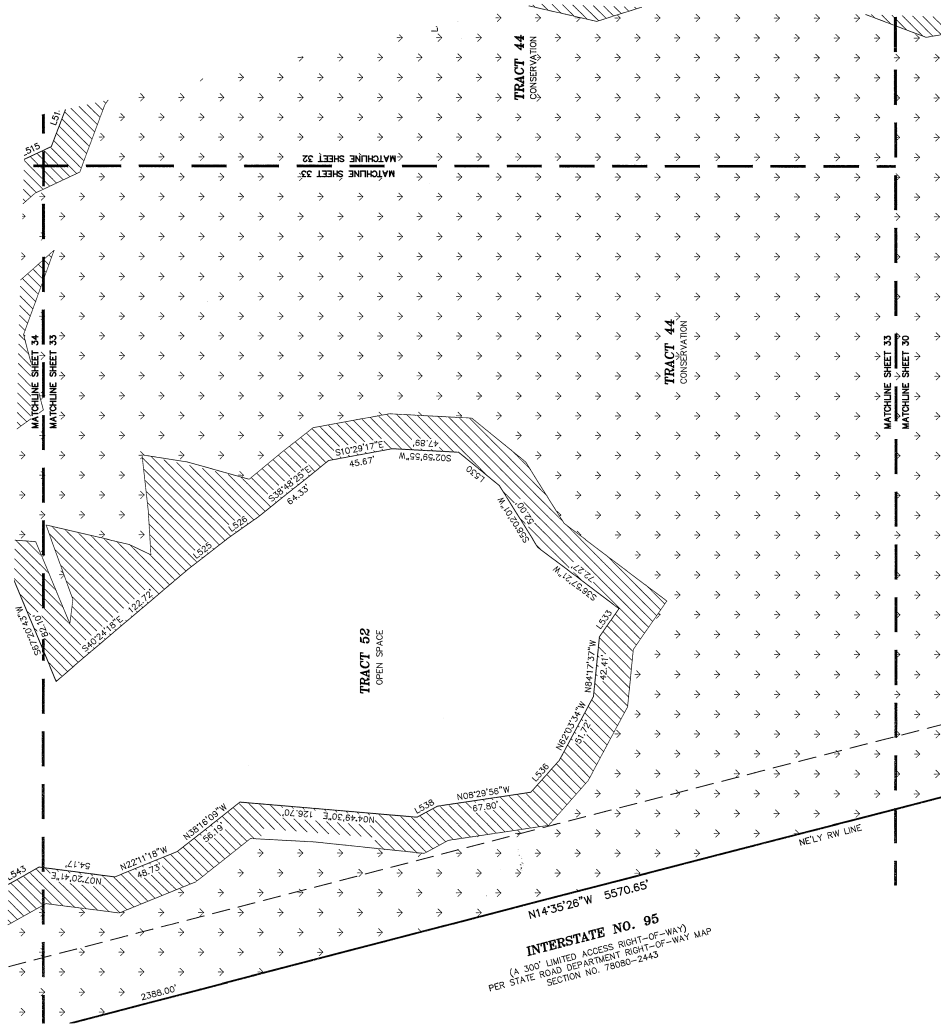 TRACT 44
CONSERVATION
L51
515
MATCHLINE SHEET 32
MATCHLINE SHEET 33
MATCHLINE SHEET 34
MATCHLINE SHEET 33
TRACT 44
CONSERVATION
MATCHLINE SHEET 33
MATCHLINE SHEET 30
S10°29'17"E
45.67'
S02°59'55"W
47.89'
S38°48'25"E
64.33'
L530
L526
S58°02'01"W
52.00'
L525
S36°57'21"W
72.27'
S67°20'43"W
82.10'
S40°24'18"E 122.72'
L533
TRACT 52
OPEN SPACE
N84°17'37"W
42.41'
N62°03'34"W
51.72'
L536
N08°29'56"W
67.80'
L538
N04°49'30"E 126.70'
N38°16'09"W
56.19'
N22°11'18"W
48.73'
N07°20'41"E
54.17'
L543
NE'LY RW LINE
N14°35'26"W 5570.65'
INTERSTATE NO. 95
(A 300' LIMITED ACCESS RIGHT-OF-WAY)
PER STATE ROAD DEPARTMENT RIGHT-OF-WAY MAP
SECTION NO. 78080-2443
2388.00'